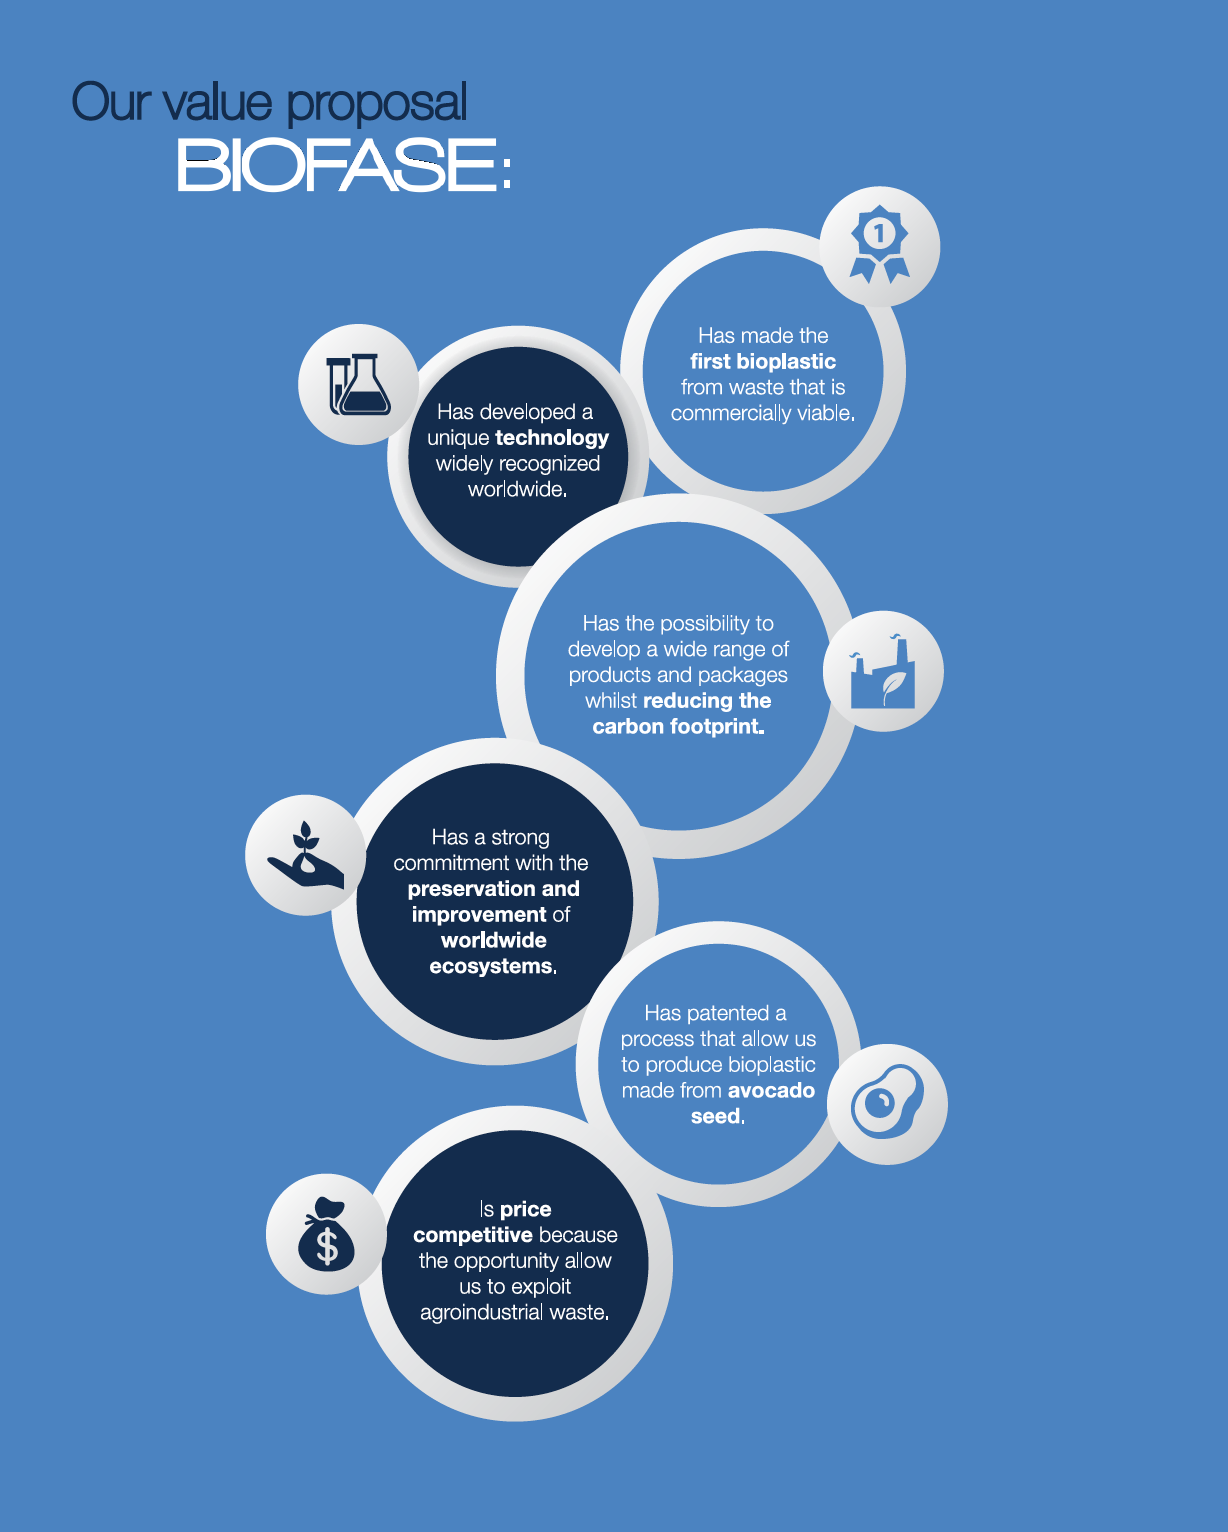 Our value proposal
BIOFASE:
1
Has made the
first bioplastic
from waste that is
commercially viable.
Has developed a
unique technology
widely recognized
worldwide.
Has the possibility to
develop a wide range of
products and packages
whilst reducing the
carbon footprint.
Has a strong
commitment with the
preservation and
improvement of
worldwide
ecosystems.
Has patented a
process that allow us
to produce bioplastic
made from avocado
seed.
$
Is price
competitive because
the opportunity allow
us to exploit
agroindustrial waste.